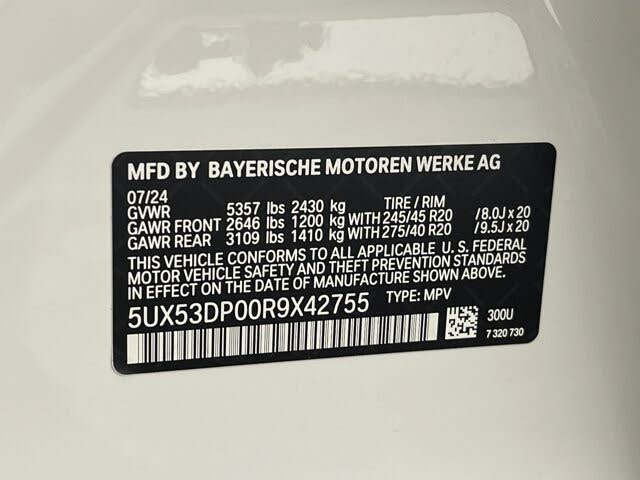 MFD BY BAYERISCHE MOTOREN WERKE AG
07/24
GVWR 5357 lbs 2430 kg TIRE / RIM
GAWR FRONT 2646 lbs 1200 kg WITH 245/45 R20 /8.0J x 20
GAWR REAR 3109 lbs 1410 kg WITH 275/40 R20 /9.5J x 20
THIS VEHICLE CONFORMS TO ALL APPLICABLE U. S. FEDERAL
MOTOR VEHICLE SAFETY AND THEFT PREVENTION STANDARDS
IN EFFECT ON THE DATE OF MANUFACTURE SHOWN ABOVE.
5UX53DP00R9X42755 TYPE: MPV
300U
7 320 730